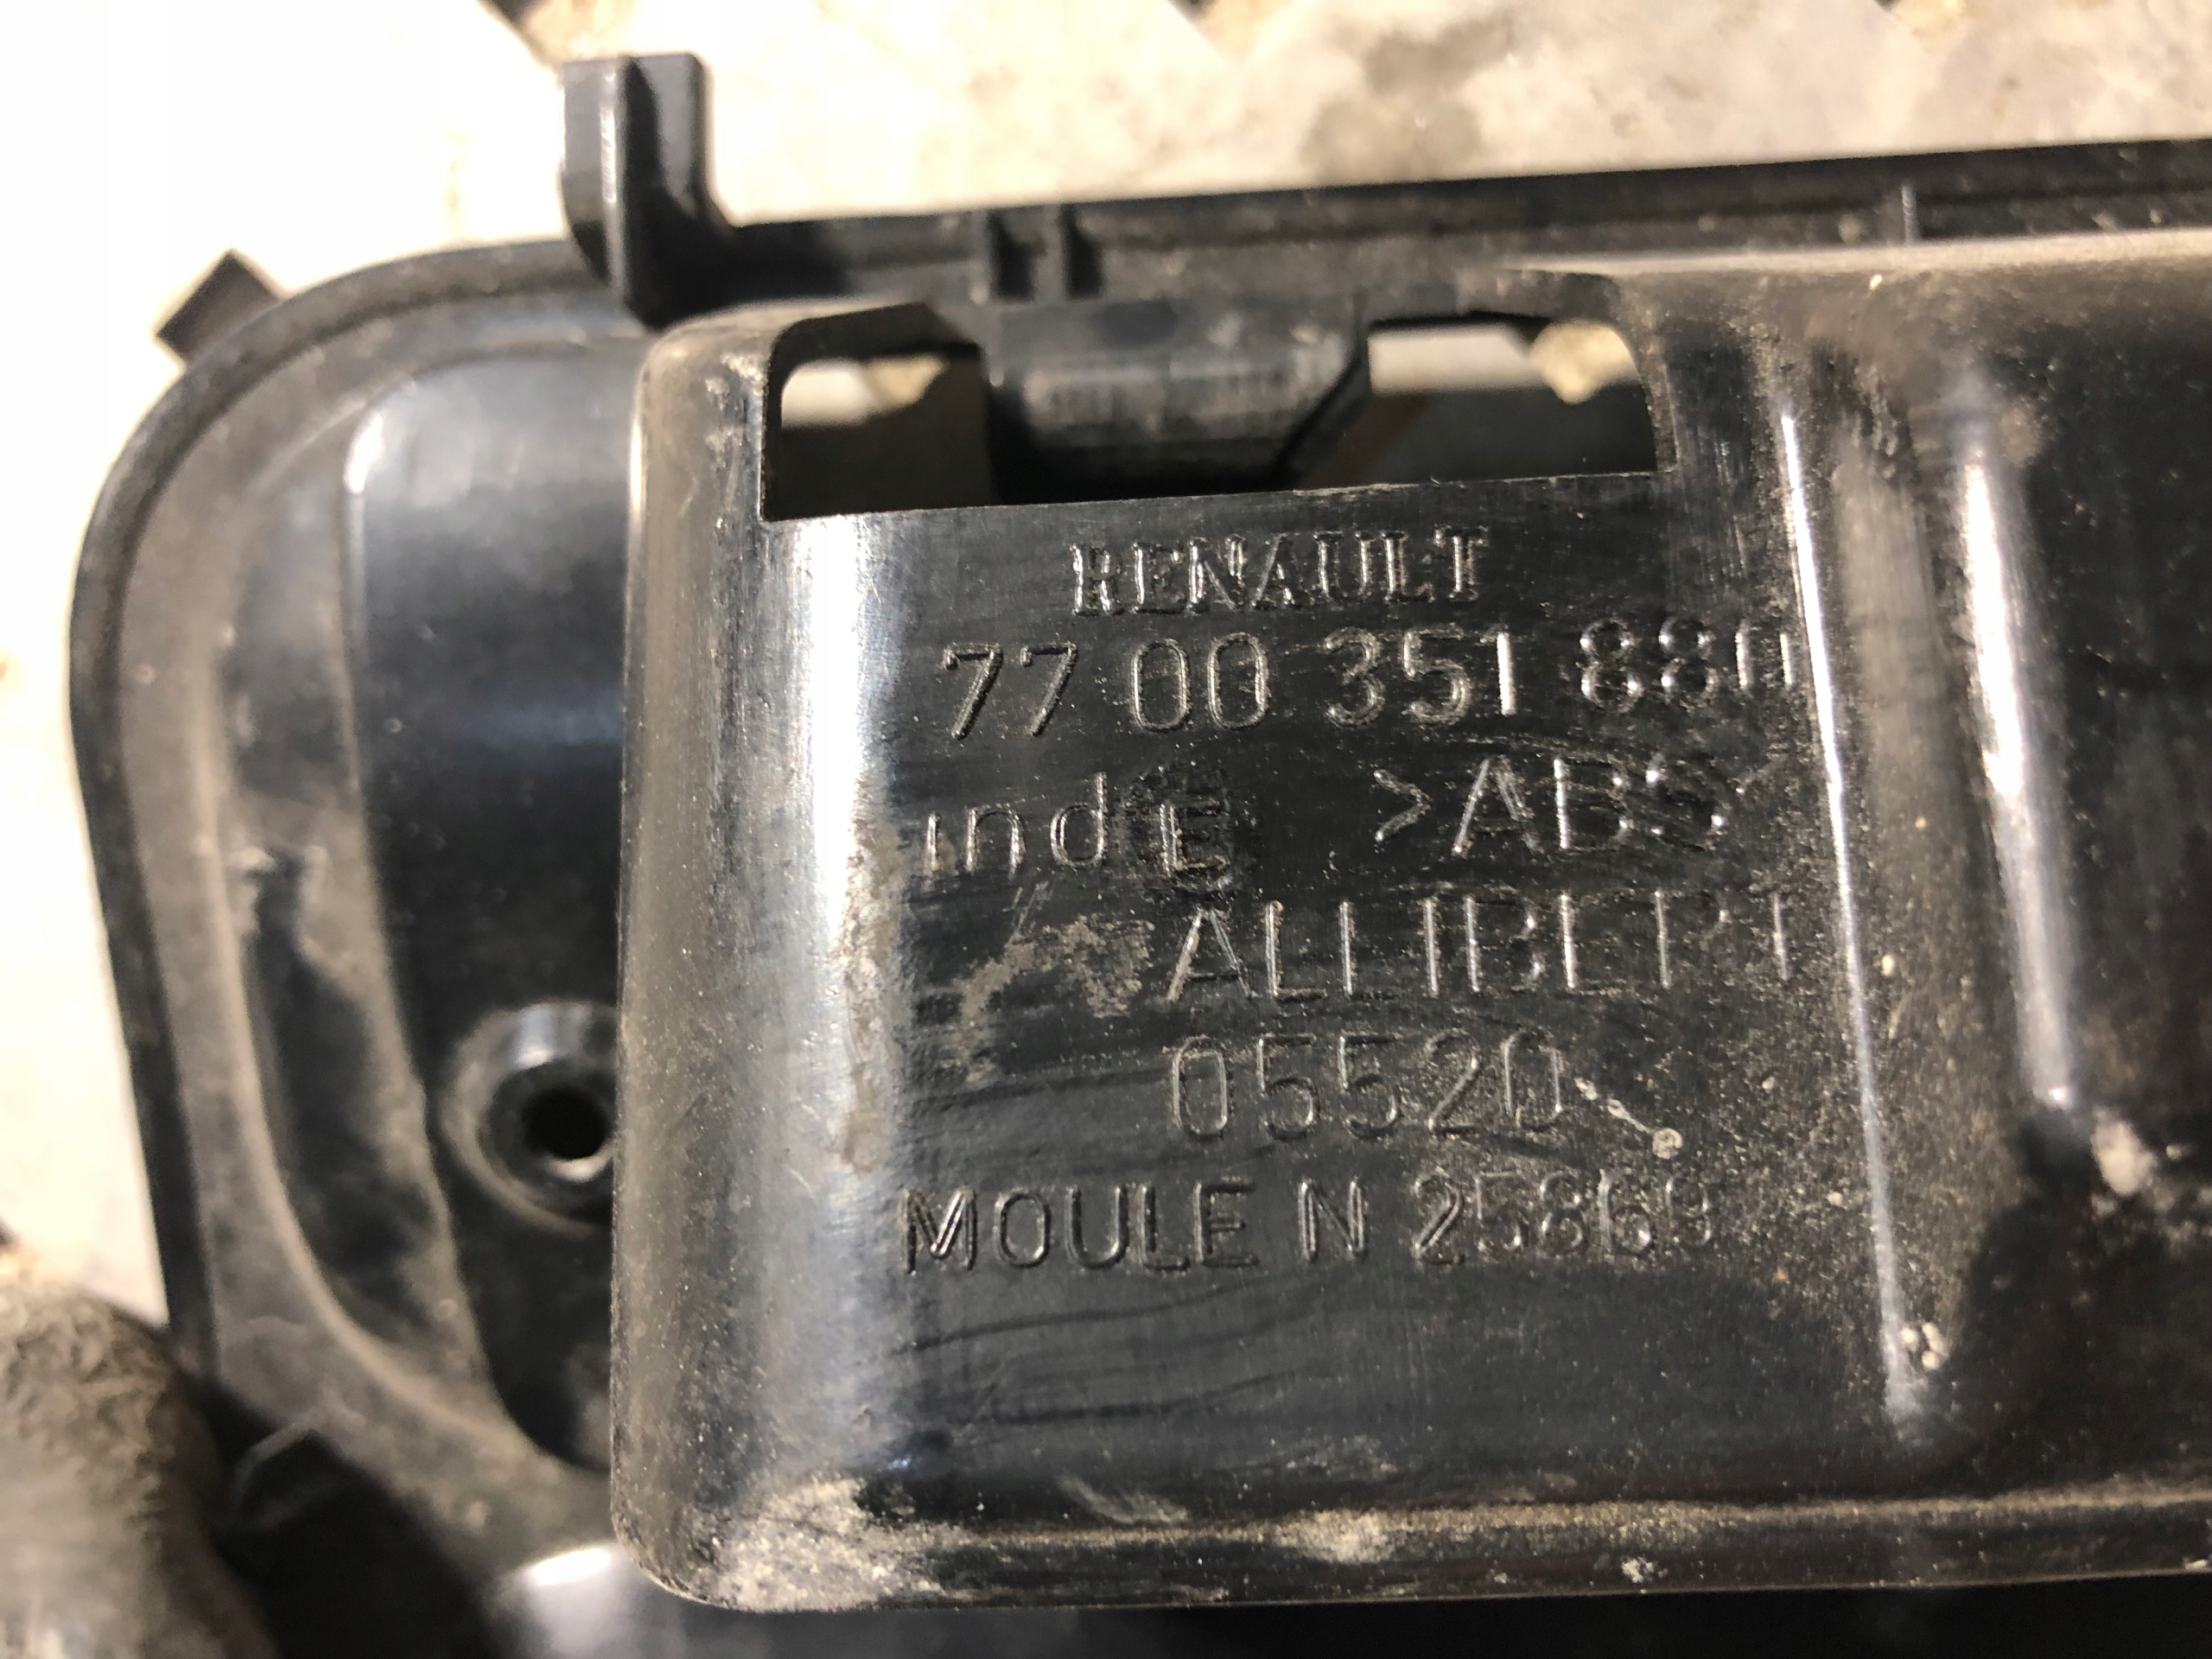 RENAULT
77 00 351 880
ind E >ABS<
ALLIBERT
05520
MOULE N 25869